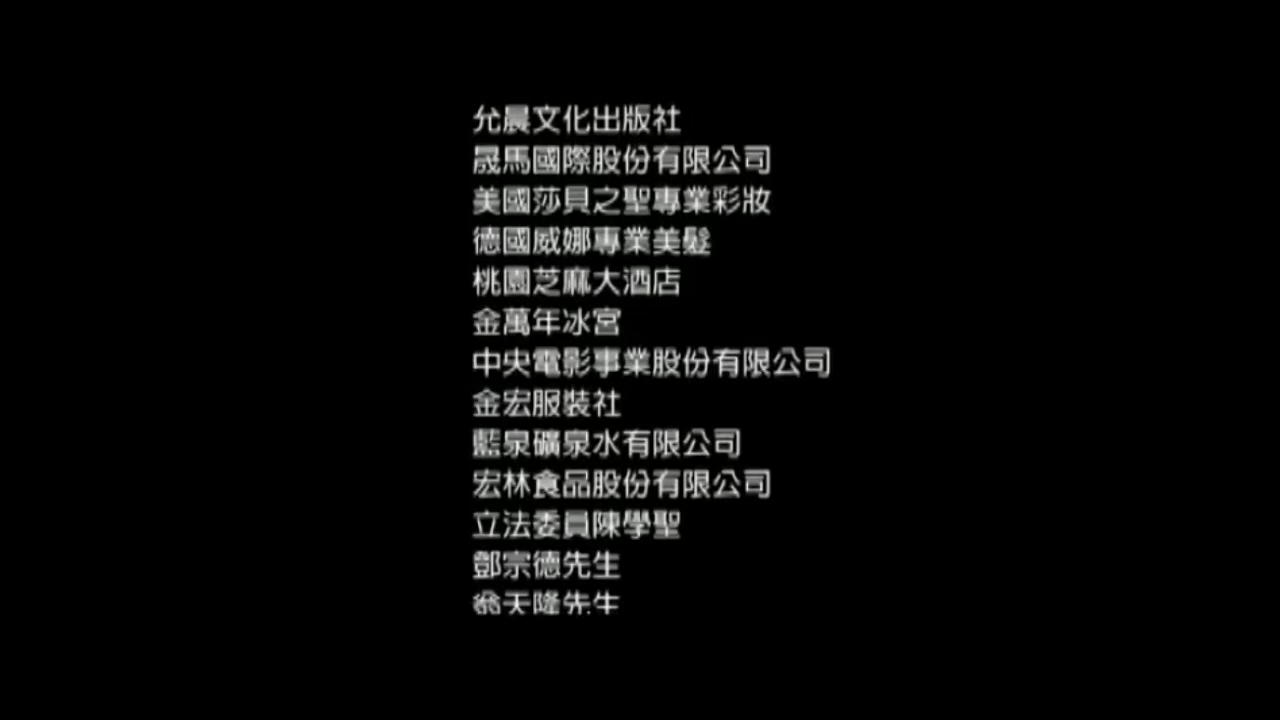 允晨文化出版社
晟馬國際股份有限公司
美國莎貝之聖專業彩妝
德國威娜專業美髮
桃園芝麻大酒店
金萬年冰宮
中央電影事業股份有限公司
金宏服裝社
藍泉礦泉水有限公司
宏林食品股份有限公司
立法委員陳學聖
鄧宗德先生
翁天隆先生